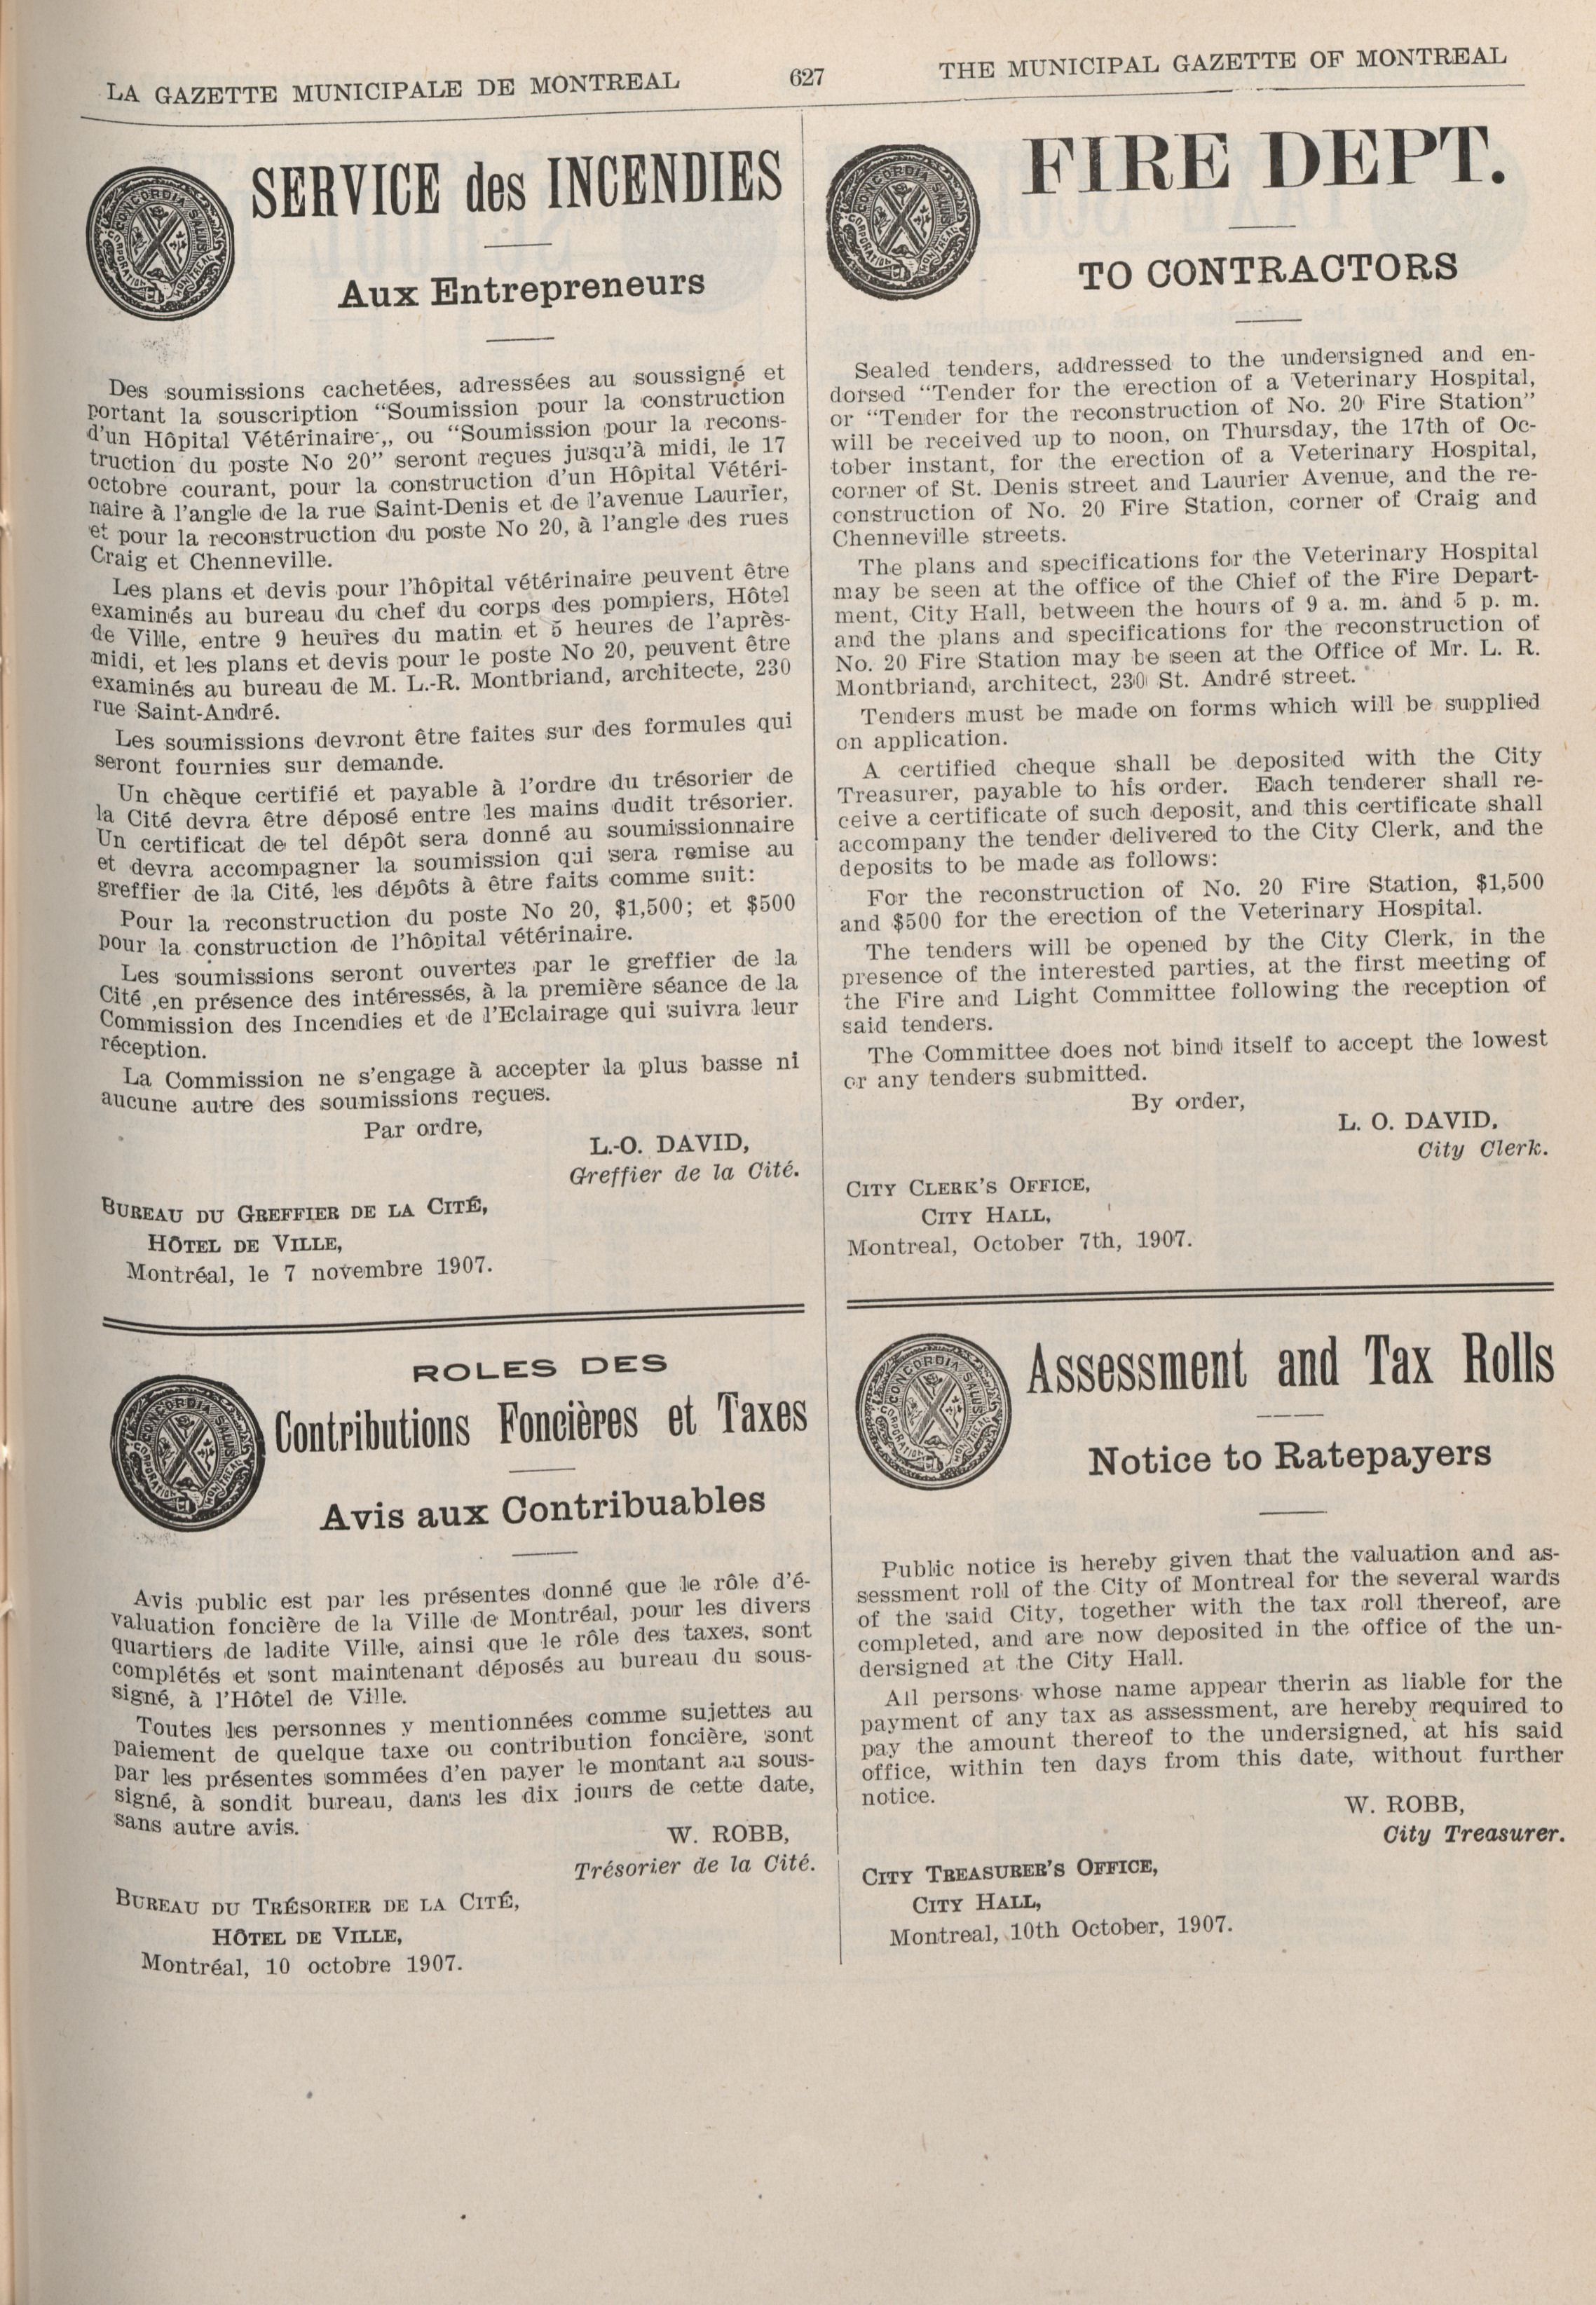 LA GAZETTE MUNICIPALE DE MONTREAL
627
THE MUNICIPAL GAZETTE OF MONTREAL
SERVICE des INCENDIES
Aux Entrepreneurs
Des soumissions cachetées, adressées au soussigné et
portant la souscription “Soumission pour la construction
d'un Hôpital Vétérinaire„ ou “Soumission pour la recons-
truction du poste No 20” seront reçues jusqu'à midi, le 17
octobre courant, pour la construction d'un Hôpital Vétéri-
naire à l'angle de la rue Saint-Denis et de l'avenue Laurier,
et pour la reconstruction du poste No 20, à l'angle des rues
Craig et Chenneville.
Les plans et devis pour l'hôpital vétérinaire peuvent être
examinés au bureau du chef du corps des pompiers, Hôtel
de Ville, entre 9 heures du matin et 5 heures de l'après-
midi, et les plans et devis pour le poste No 20, peuvent être
examinés au bureau de M. L.-R. Montbriand, architecte, 230
rue Saint-André.
Les soumissions devront être faites sur des formules qui
seront fournies sur demande.
Un chèque certifié et payable à l'ordre du trésorier de
la Cité devra être déposé entre les mains dudit trésorier.
Un certificat de tel dépôt sera donné au soumissionnaire
et devra accompagner la soumission qui sera remise au
greffier de la Cité, les dépôts à être faits comme suit:
Pour la reconstruction du poste No 20, $1,500; et $500
pour la construction de l'hôpital vétérinaire.
Les soumissions seront ouvertes par le greffier de la
Cité ,en présence des intéressés, à la première séance de la
Commission des Incendies et de l'Eclairage qui suivra leur
réception.
La Commission ne s'engage à accepter la plus basse ni
aucune autre des soumissions reçues.
Par ordre,
L.-O. DAVID,
Greffier de la Cité.
BUREAU DU GREFFIER DE LA CITÉ,
HÔTEL DE VILLE,
Montréal, le 7 novembre 1907.
ROLES DES
Contributions Foncières et Taxes
Avis aux Contribuables
Avis public est par les présentes donné que le rôle d'é-
valuation foncière de la Ville de Montréal, pour les divers
quartiers de ladite Ville, ainsi que le rôle des taxes, sont
complétés et sont maintenant déposés au bureau du sous-
signé, à l'Hôtel de Ville.
Toutes les personnes y mentionnées comme sujettes au
paiement de quelque taxe ou contribution foncière, sont
par les présentes sommées d'en payer le montant au sous-
signé, à sondit bureau, dans les dix jours de cette date,
sans autre avis.
W. ROBB,
Trésorier de la Cité.
BUREAU DU TRÉSORIER DE LA CITÉ,
HÔTEL DE VILLE,
Montréal, 10 octobre 1907.
FIRE DEPT.
TO CONTRACTORS
Sealed tenders, addressed to the undersigned and en-
dorsed “Tender for the erection of a Veterinary Hospital,
or “Tender for the reconstruction of No. 20 Fire Station”
will be received up to noon, on Thursday, the 17th of Oc-
tober instant, for the erection of a Veterinary Hospital,
corner of St. Denis street and Laurier Avenue, and the re-
construction of No. 20 Fire Station, corner of Craig and
Chenneville streets.
The plans and specifications for the Veterinary Hospital
may be seen at the office of the Chief of the Fire Depart-
ment, City Hall, between the hours of 9 a. m. and 5 p. m.
and the plans and specifications for the reconstruction of
No. 20 Fire Station may be seen at the Office of Mr. L. R.
Montbriand, architect, 230 St. André street.
Tenders must be made on forms which will be supplied
on application.
A certified cheque shall be deposited with the City
Treasurer, payable to his order. Each tenderer shall re-
ceive a certificate of such deposit, and this certificate shall
accompany the tender delivered to the City Clerk, and the
deposits to be made as follows:
For the reconstruction of No. 20 Fire Station, $1,500
and $500 for the erection of the Veterinary Hospital.
The tenders will be opened by the City Clerk, in the
presence of the interested parties, at the first meeting of
the Fire and Light Committee following the reception of
said tenders.
The Committee does not bind itself to accept the lowest
or any tenders submitted.
By order,
L. O. DAVID,
City Clerk.
CITY CLERK'S OFFICE,
CITY HALL,
Montreal, October 7th, 1907.
Assessment and Tax Rolls
Notice to Ratepayers
Public notice is hereby given that the valuation and as-
sessment roll of the City of Montreal for the several wards
of the said City, together with the tax roll thereof, are
completed, and are now deposited in the office of the un-
dersigned at the City Hall.
All persons whose name appear therin as liable for the
payment of any tax as assessment, are hereby required to
pay the amount thereof to the undersigned, at his said
office, within ten days from this date, without further
notice.
W. ROBB,
City Treasurer.
CITY TREASURER'S OFFICE,
CITY HALL,
Montreal, 10th October, 1907.
CONCORDIA SALUS
CORPORATION MONTREAL